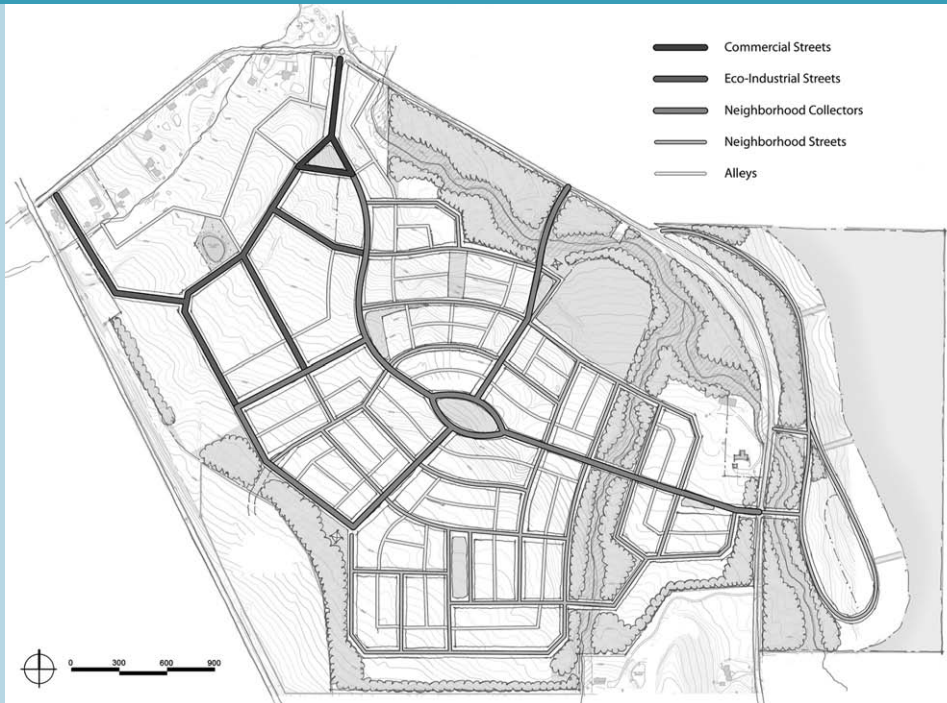 Commercial Streets
Eco-Industrial Streets
Neighborhood Collectors
Neighborhood Streets
Alleys
0 300 600 900